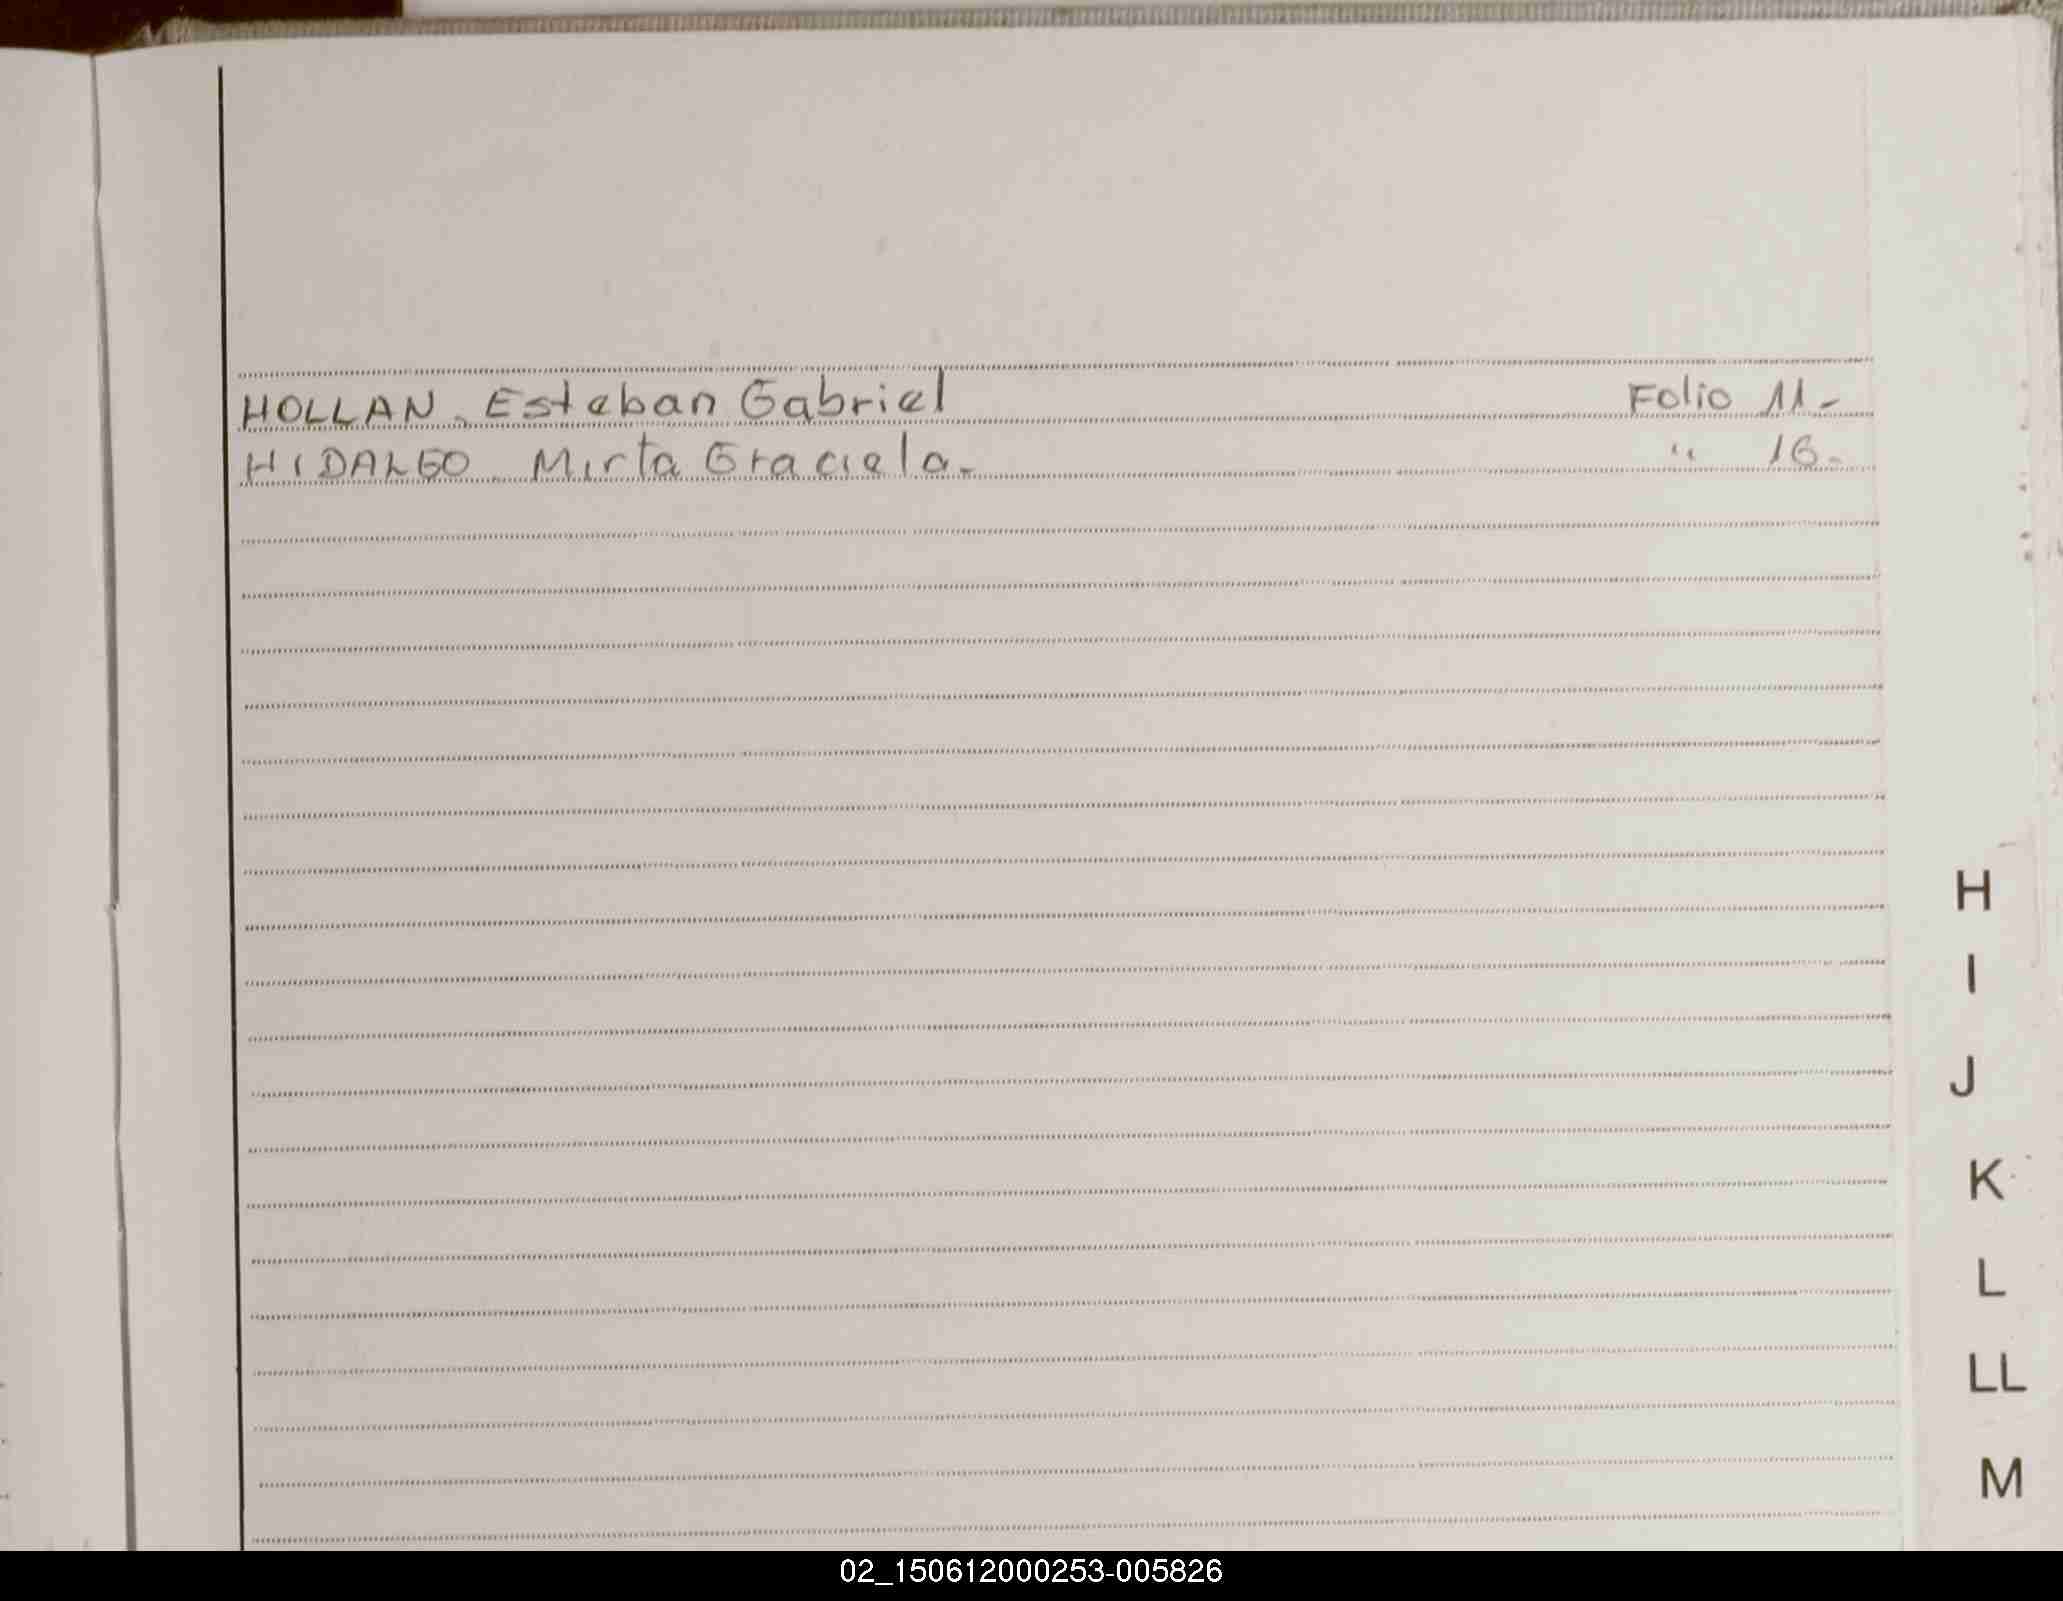 HOLLAN, Esteban Gabriel Folio 11-
HIDALGO. Mirta Graciela- " 16-
H
I
J
K
L
LL
M
02_150612000253-005826